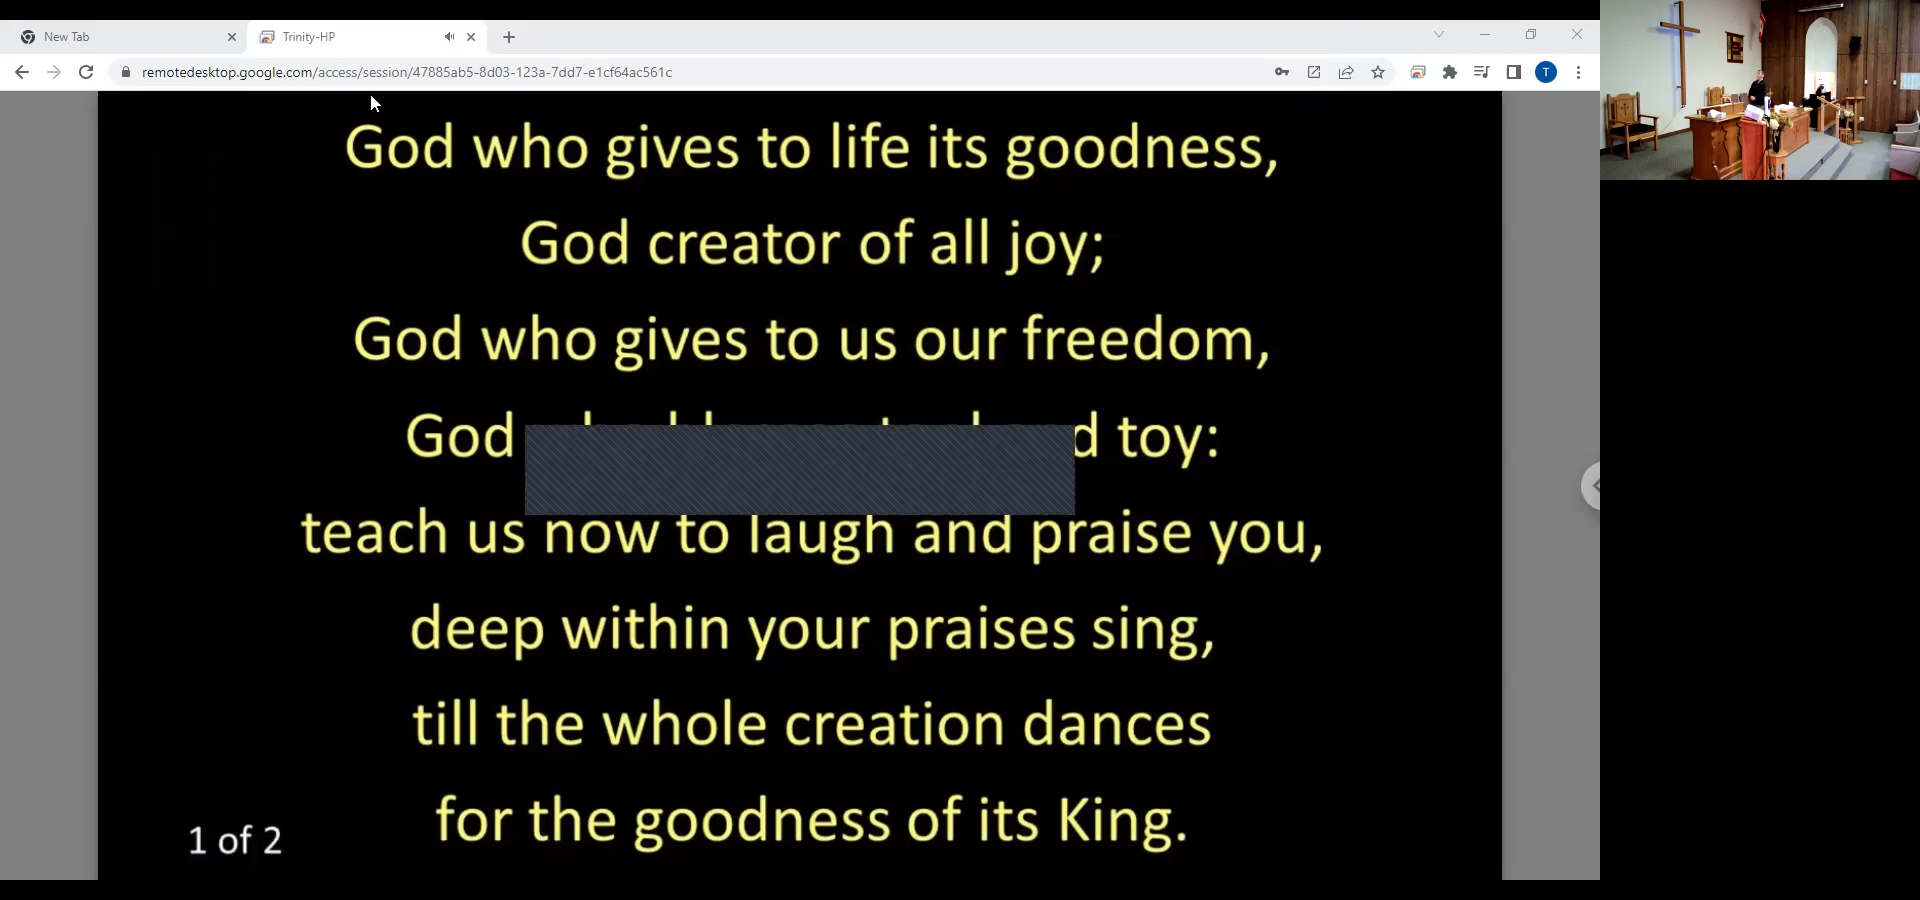 New Tab
Trinity-HP
remotedesktop.google.com/access/session/47885ab5-8d03-123a-7dd7-e1cf64ac561c
T
God who gives to life its goodness,
God creator of all joy;
God who gives to us our freedom,
God toy:
teach us now to laugh and praise you,
deep within your praises sing,
till the whole creation dances
for the goodness of its King.
1 of 2